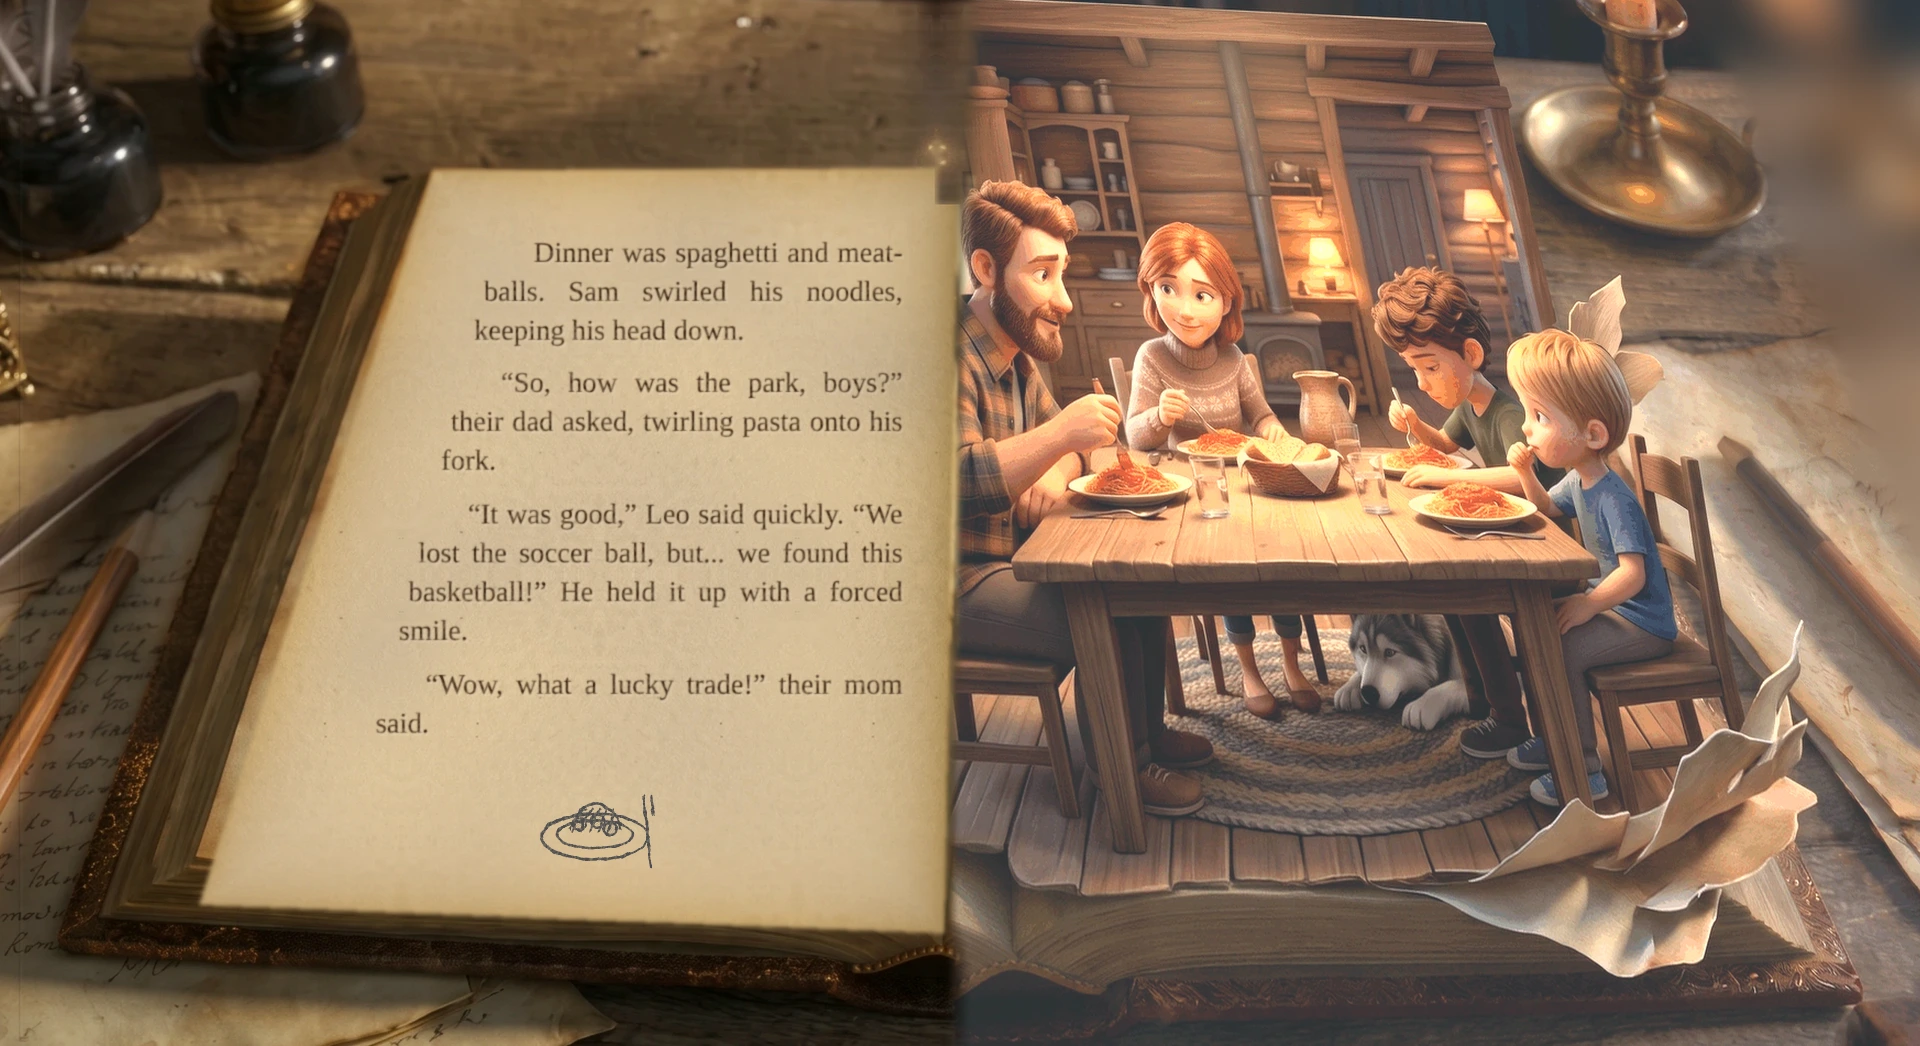 Dinner was spaghetti and meat-
balls. Sam swirled his noodles,
keeping his head down.
“So, how was the park, boys?”
their dad asked, twirling pasta onto his
fork.
“It was good,” Leo said quickly. “We
lost the soccer ball, but... we found this
basketball!” He held it up with a forced
smile.
“Wow, what a lucky trade!” their mom
said.